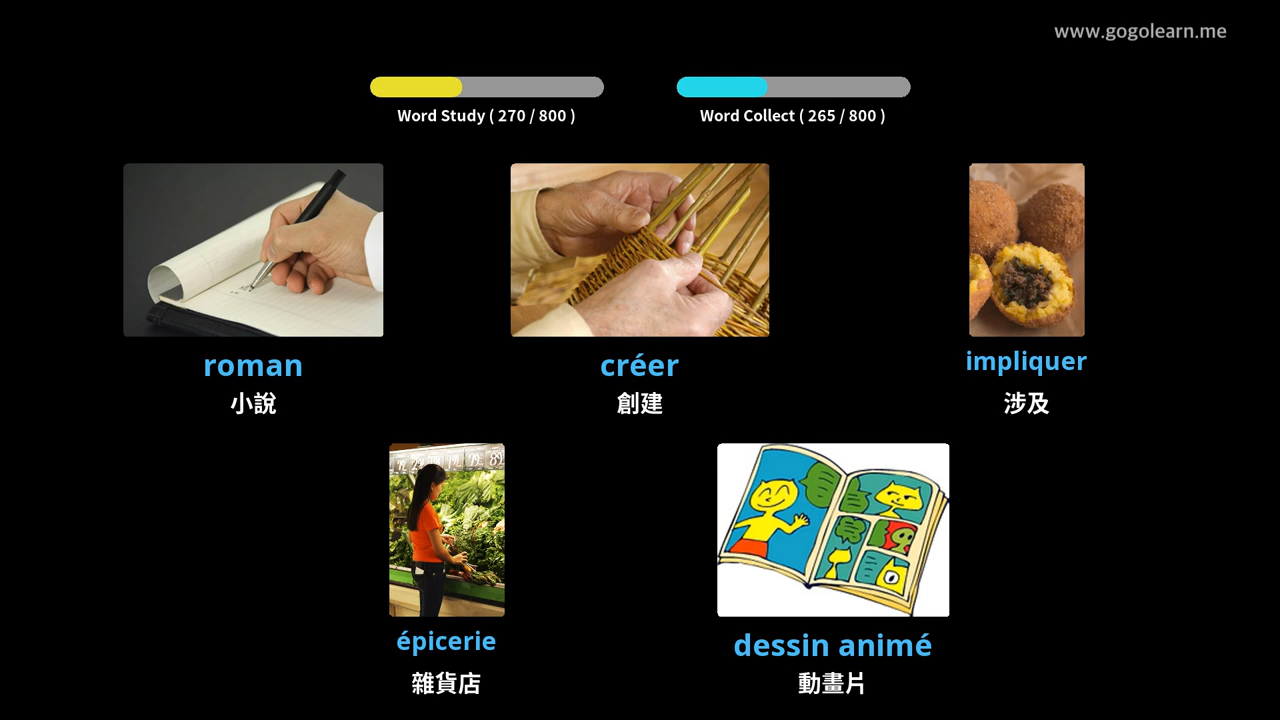 www.gogolearn.me
Word Study ( 270 / 800 )
Word Collect ( 265 / 800 )
roman
小說
créer
創建
impliquer
涉及
épicerie
雜貨店
dessin animé
動畫片